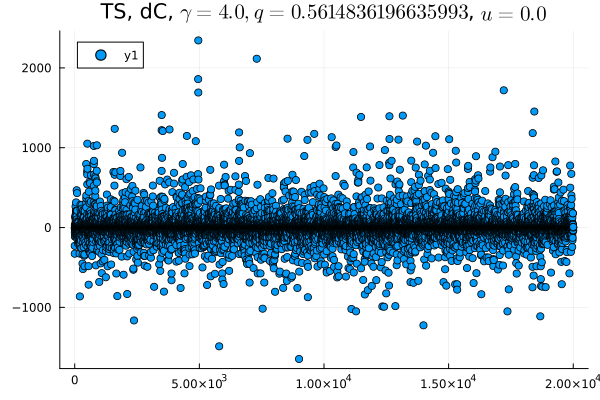 TS, dC, γ = 4.0, q = 0.5614836196635993, u = 0.0
y1
2000
1000
0
−1000
0 5.00×10³ 1.00×10⁴ 1.50×10⁴ 2.00×10⁴